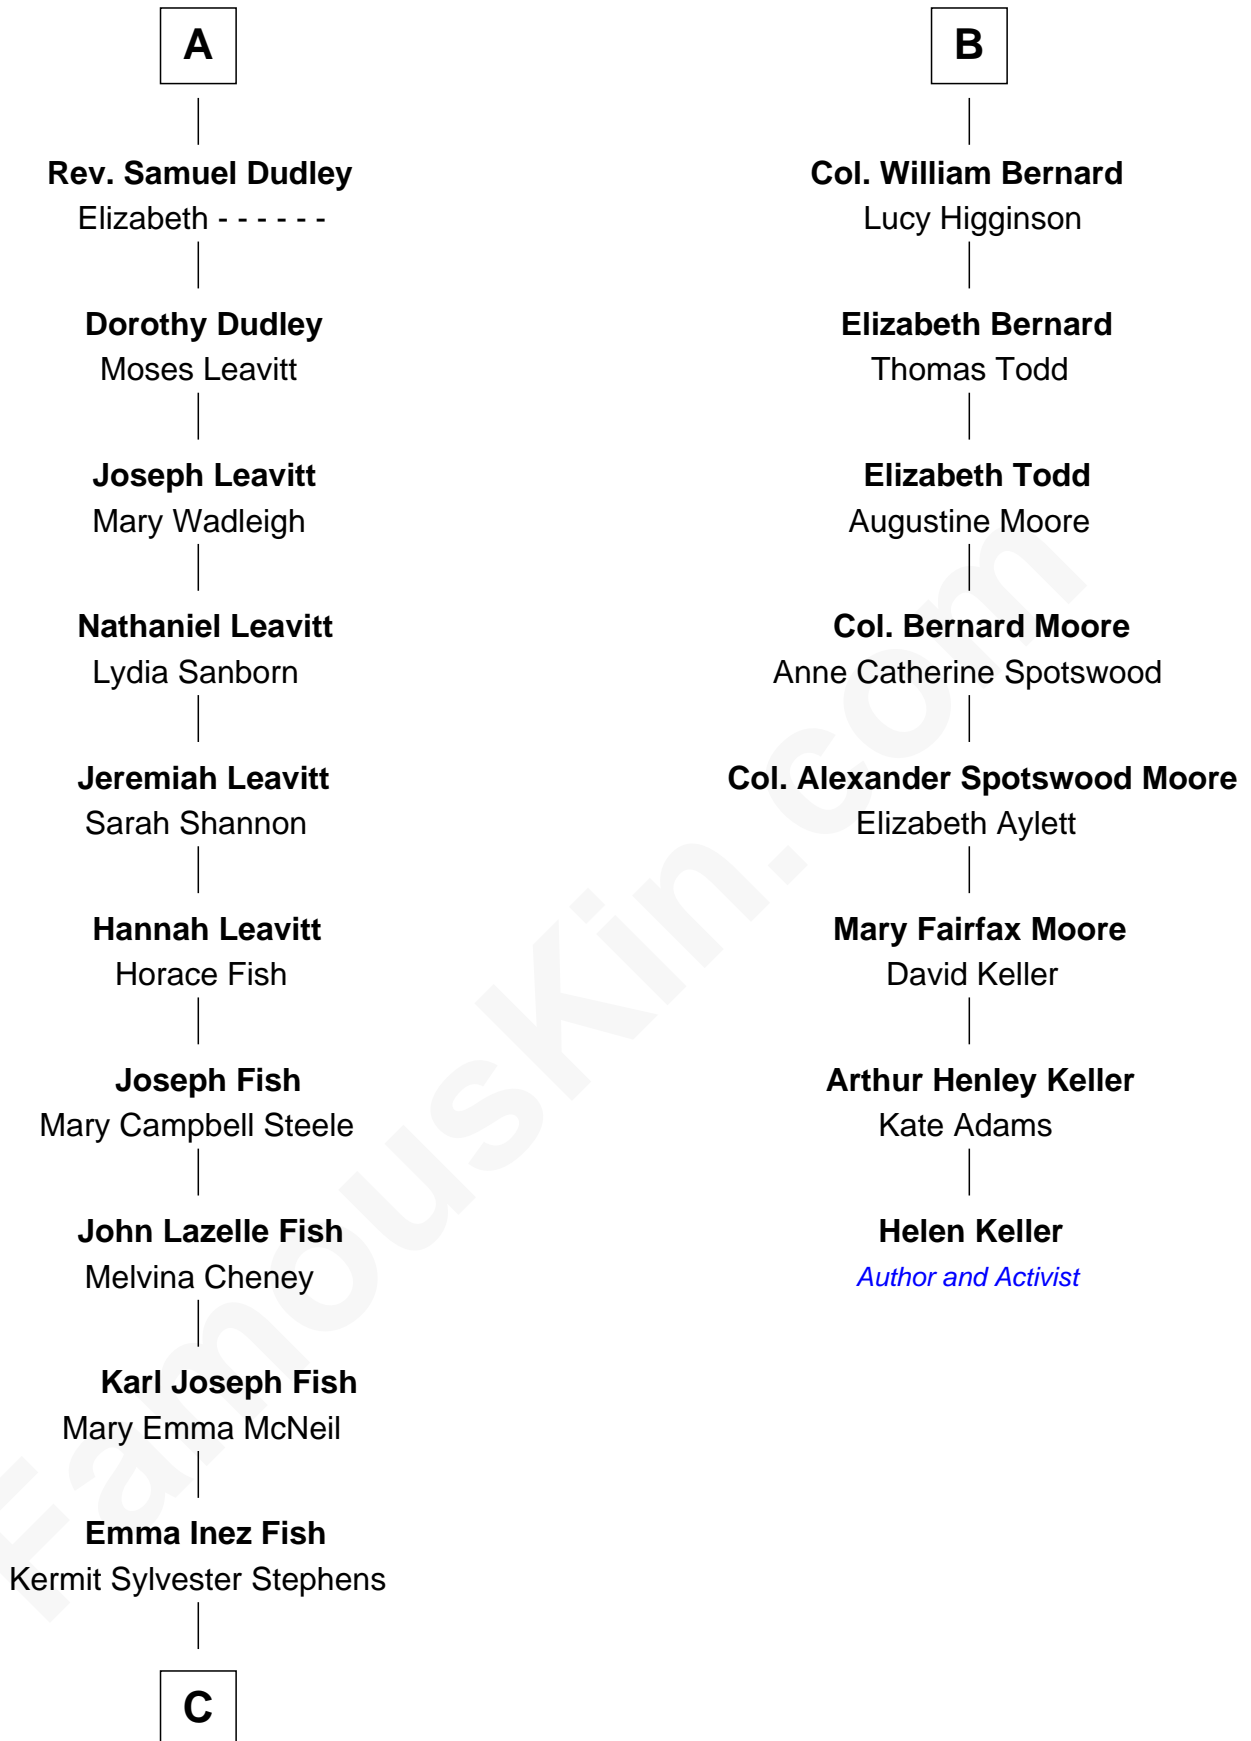 A
Rev. Samuel Dudley
Elizabeth - - - - - -
Dorothy Dudley
Moses Leavitt
Joseph Leavitt
Mary Wadleigh
Nathaniel Leavitt
Lydia Sanborn
Jeremiah Leavitt
Sarah Shannon
Hannah Leavitt
Horace Fish
Joseph Fish
Mary Campbell Steele
John Lazelle Fish
Melvina Cheney
Karl Joseph Fish
Mary Emma McNeil
Emma Inez Fish
Kermit Sylvester Stephens
C
B
Col. William Bernard
Lucy Higginson
Elizabeth Bernard
Thomas Todd
Elizabeth Todd
Augustine Moore
Col. Bernard Moore
Anne Catherine Spotswood
Col. Alexander Spotswood Moore
Elizabeth Aylett
Mary Fairfax Moore
David Keller
Arthur Henley Keller
Kate Adams
Helen Keller
Author and Activist
FamousKin.com